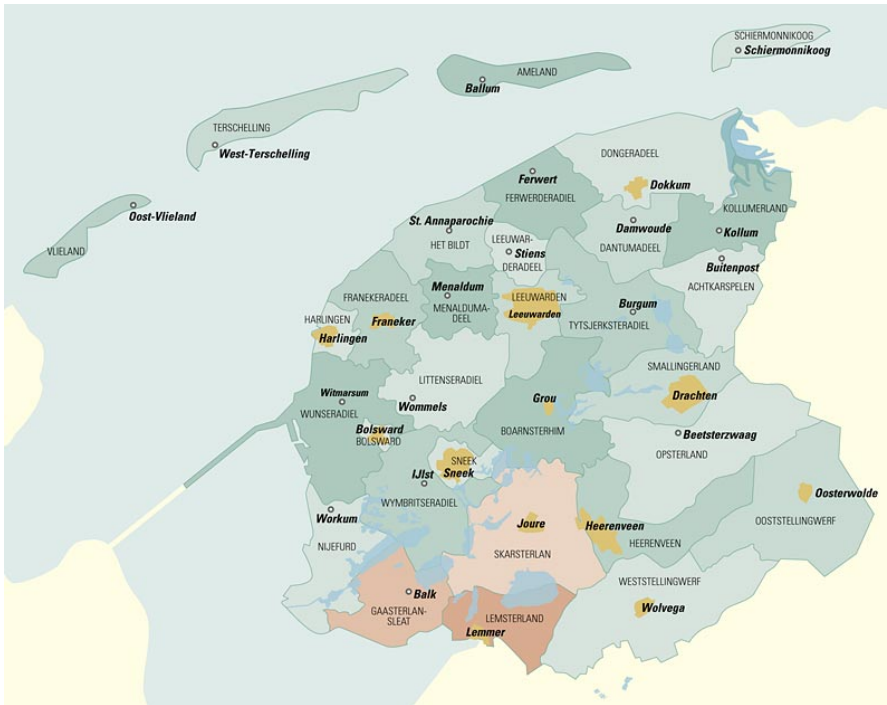 SCHIERMONNIKOOG
Schiermonnikoog
AMELAND
Ballum
TERSCHELLING
West-Terschelling
Oost-Vlieland
VLIELAND
DONGERADEEL
Dokkum
Ferwert
FERWERDERADIEL
KOLLUMERLAND
Kollum
Damwoude
DANTUMADEEL
St. Annaparochie
HET BILDT
LEEUWAR-
Stiens
DERADEEL
Buitenpost
ACHTKARSPELEN
Menaldum
MENALDUMA-
DEEL
FRANEKERADEEL
Franeker
HARLINGEN
Harlingen
LEEUWARDEN
Leeuwarden
Burgum
TYTSJERKSTERADIEL
SMALLINGERLAND
Drachten
LITTENSERADIEL
Wommels
Witmarsum
WUNSERADIEL
Grou
BOARNSTERHIM
Bolsward
BOLSWARD
Beetsterzwaag
OPSTERLAND
SNEEK
Sneek
IJlst
WYMBRITSERADIEL
Oosterwolde
OOSTSTELLINGWERF
Workum
NIJEFURD
Joure
SKARSTERLAN
Heerenveen
HEERENVEEN
WESTSTELLINGWERF
Wolvega
Balk
GAASTERLAN-
SLEAT
LEMSTERLAND
Lemmer